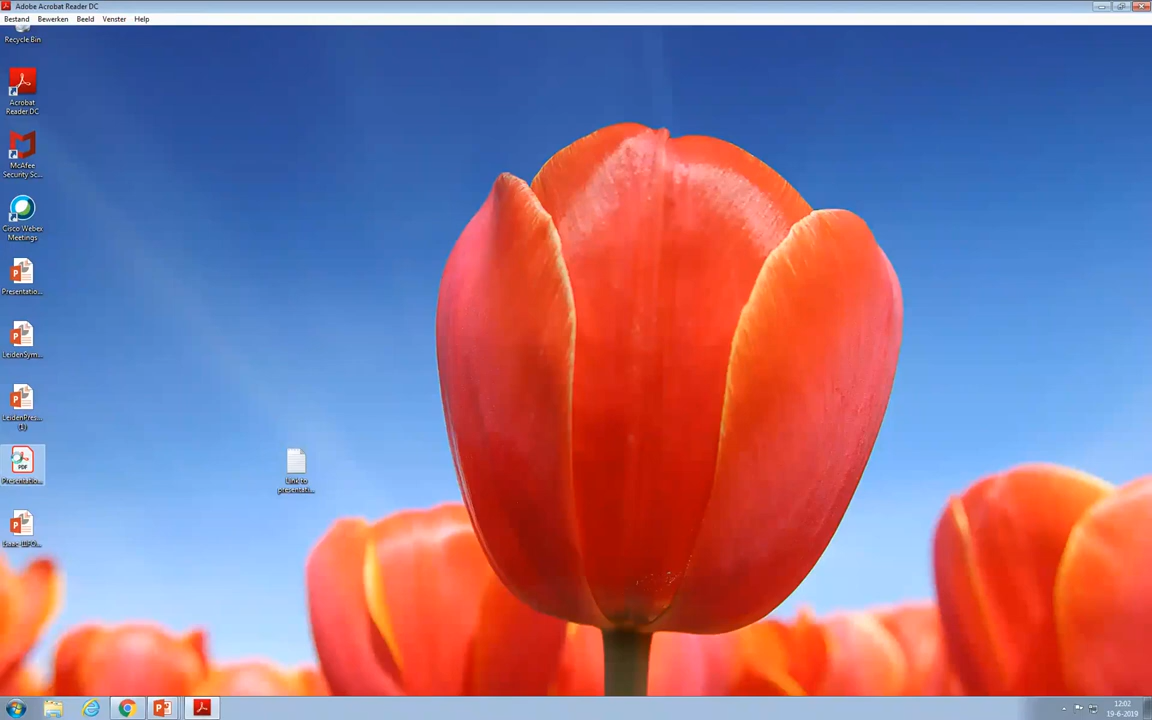 Adobe Acrobat Reader DC
Bestand Bewerken Beeld Venster Help
Recycle Bin
Acrobat
Reader DC
McAfee
Security Sc...
Cisco Webex
Meetings
Presentatio...
LeidenSym...
LeidenPres...
(1)
PDF
Presentatio...
Link to
presentati...
12:02
19-6-2019